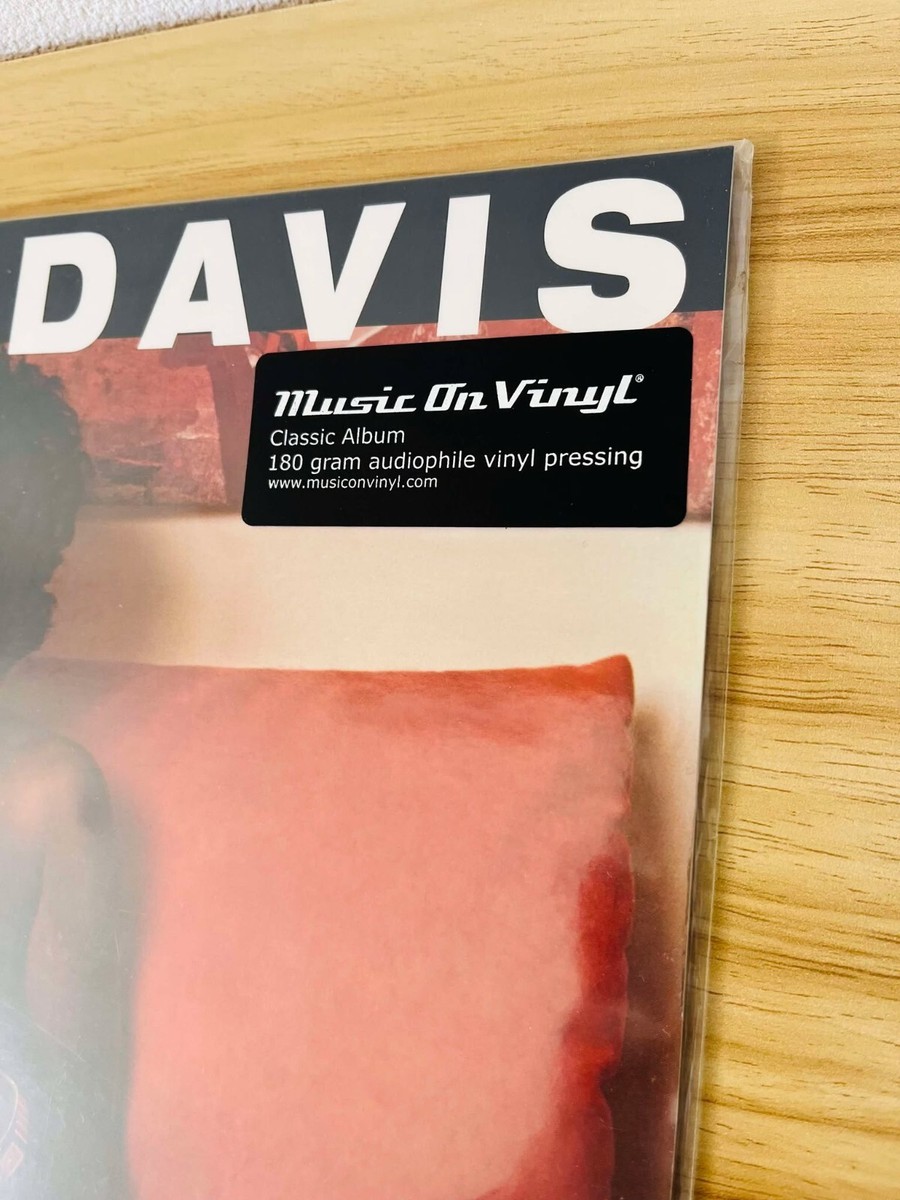 DAVIS
Music On Vinyl®
Classic Album
180 gram audiophile vinyl pressing
www.musiconvinyl.com